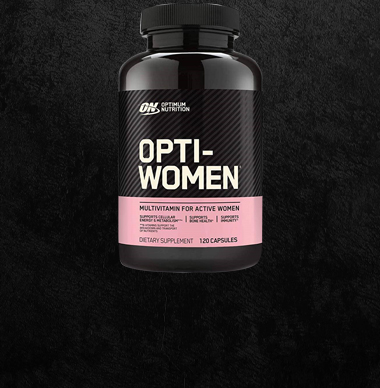 ON OPTIMUM
NUTRITION
OPTI-
WOMEN
MULTIVITAMIN FOR ACTIVE WOMEN
SUPPORTS CELLULAR
ENERGY & METABOLISM
SUPPORTS
BONE HEALTH
SUPPORTS
IMMUNITY
DIETARY SUPPLEMENT 120 CAPSULES